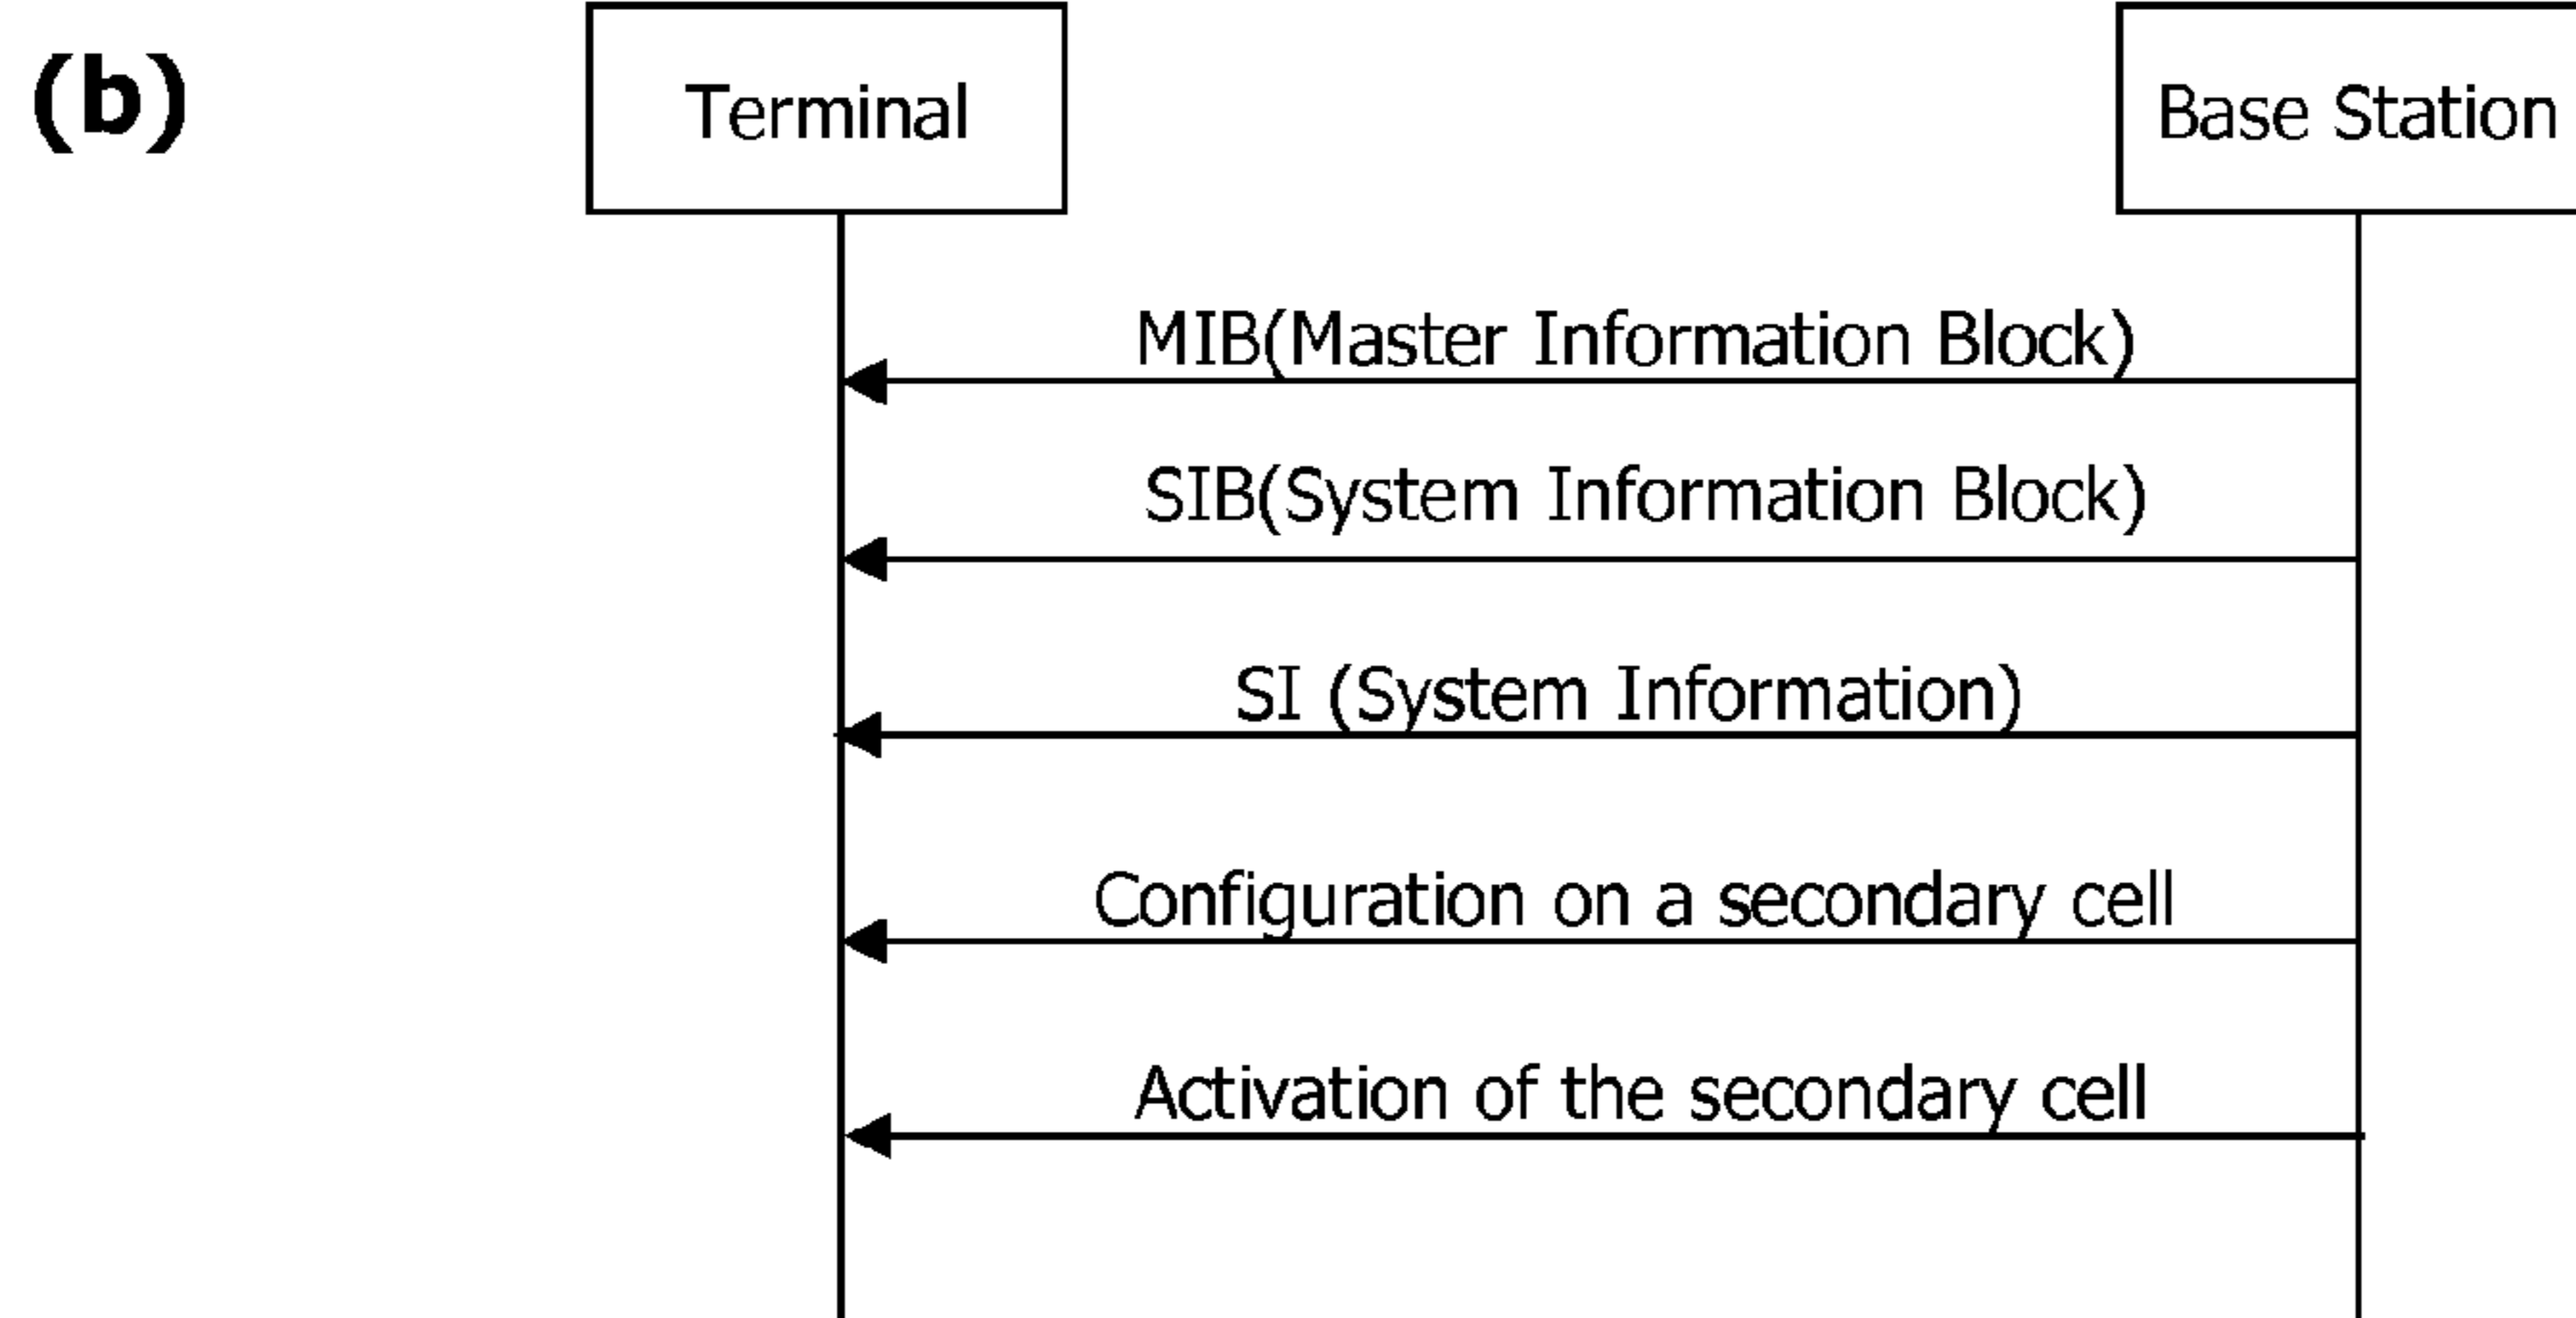 (b)
Terminal
Base Station
MIB(Master Information Block)
SIB(System Information Block)
SI (System Information)
Configuration on a secondary cell
Activation of the secondary cell